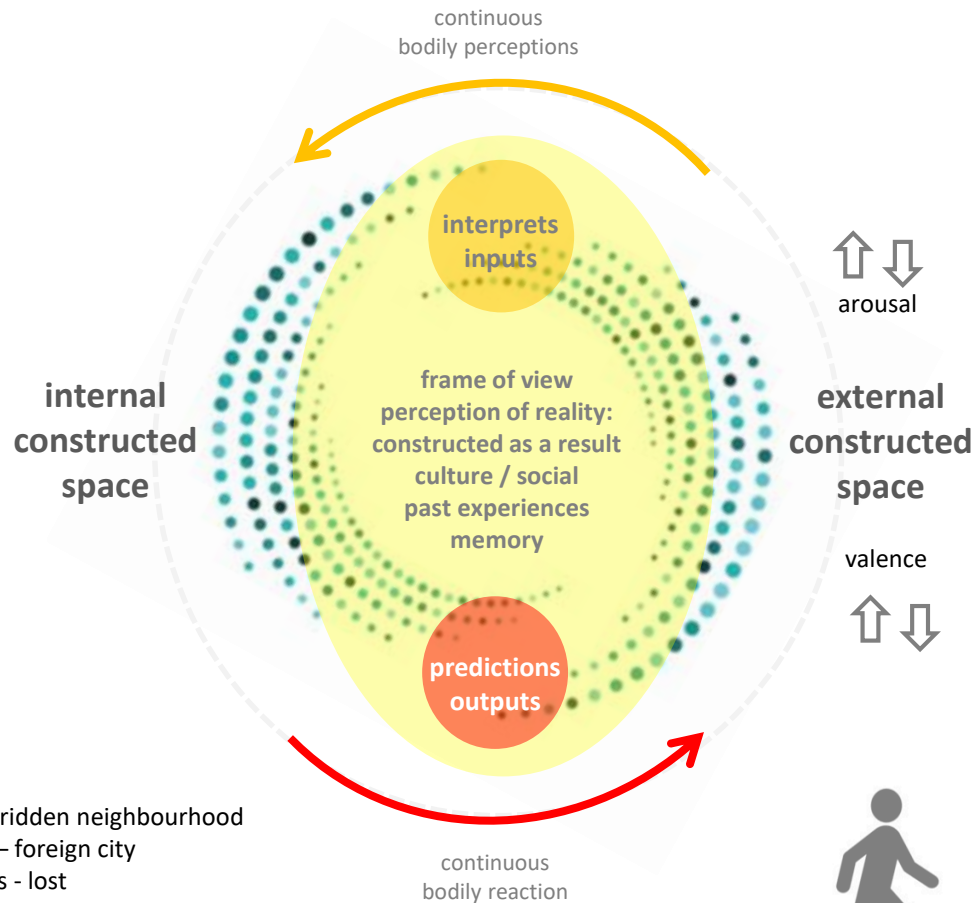 continuous
bodily perceptions
interprets
inputs
arousal
internal
constructed
space
frame of view
perception of reality:
constructed as a result
culture / social
past experiences
memory
external
constructed
space
valence
predictions
outputs
ridden neighbourhood
– foreign city
s - lost
continuous
bodily reaction